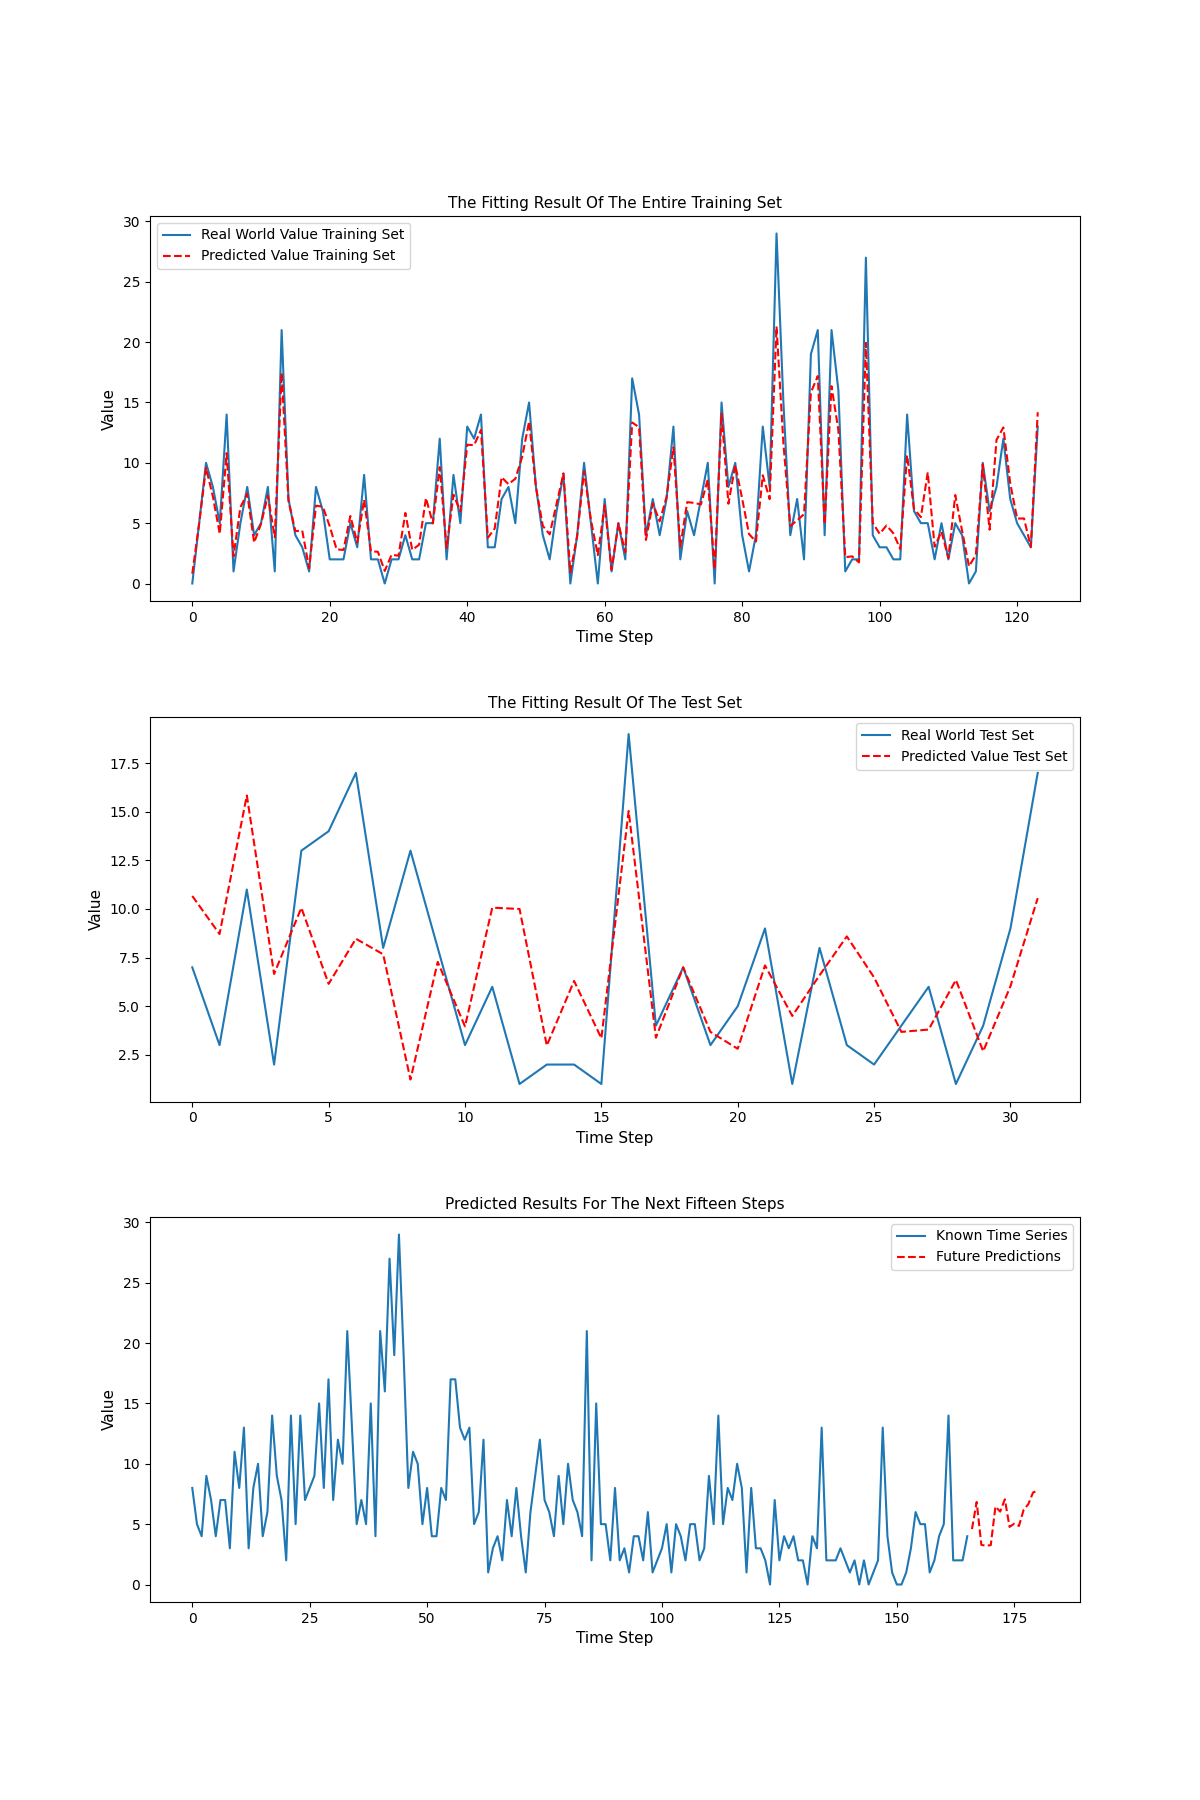 The Fitting Result Of The Entire Training Set
30
25
20
15
10
5
0
Value
Real World Value Training Set
Predicted Value Training Set
0 20 40 60 80 100 120
Time Step
The Fitting Result Of The Test Set
17.5
15.0
12.5
10.0
7.5
5.0
2.5
Value
Real World Test Set
Predicted Value Test Set
0 5 10 15 20 25 30
Time Step
Predicted Results For The Next Fifteen Steps
30
25
20
15
10
5
0
Value
Known Time Series
Future Predictions
0 25 50 75 100 125 150 175
Time Step